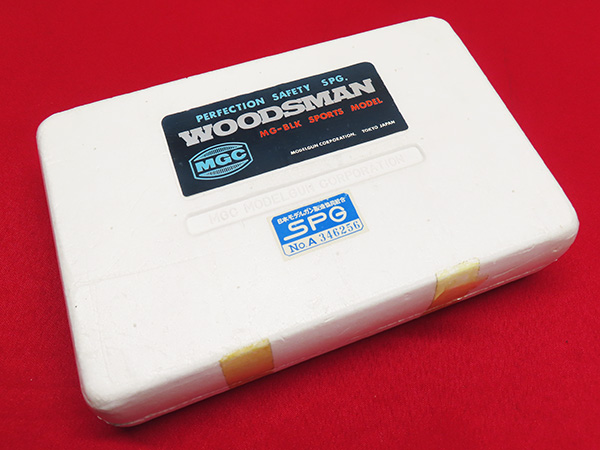 PERFECTION SAFETY SPG.
WOODSMAN
MG-BLK SPORTS MODEL
MGC
MODELGUN CORPORATION. TOKYO JAPAN
MGC MODELGUN CORPORATION
日本モデルガン製造協同組合
SPG
No A 346256